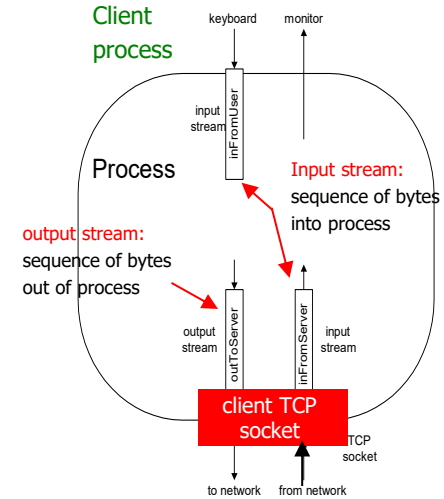 Client
process
keyboard
monitor
input
stream
inFromUser
Process
Input stream:
sequence of bytes
into process
output stream:
sequence of bytes
out of process
output
stream
outToServer
inFromServer
input
stream
client TCP
socket
TCP
socket
to network
from network